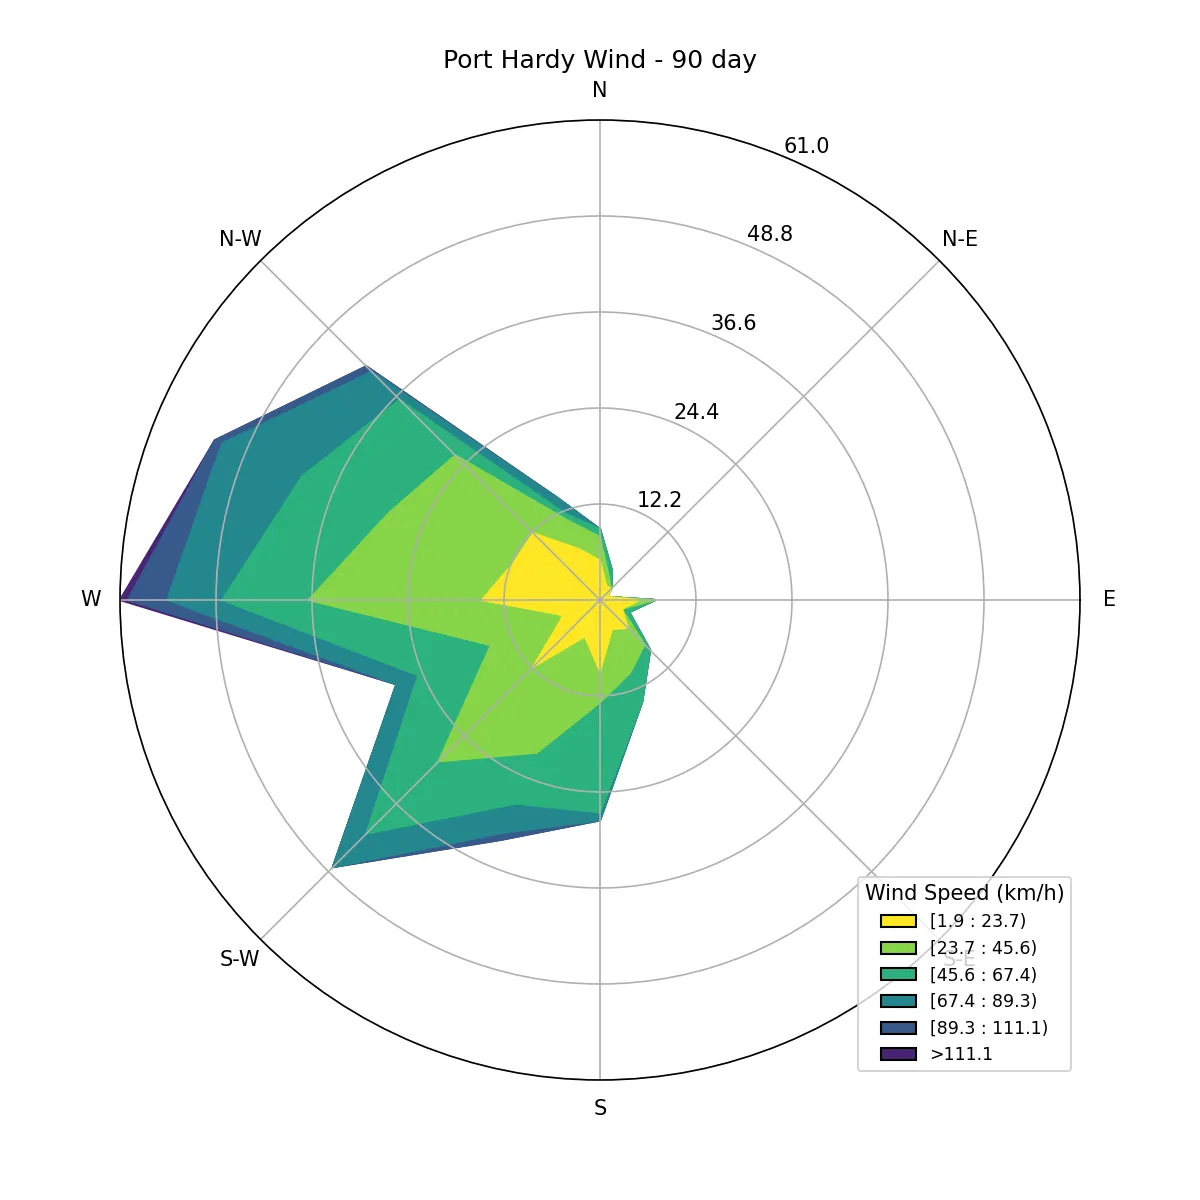 Port Hardy Wind - 90 day
N
61.0
N-W
48.8
N-E
36.6
24.4
12.2
W
E
S-W
S-E
S
Wind Speed (km/h)
[1.9 : 23.7)
[23.7 : 45.6)
[45.6 : 67.4)
[67.4 : 89.3)
[89.3 : 111.1)
>111.1